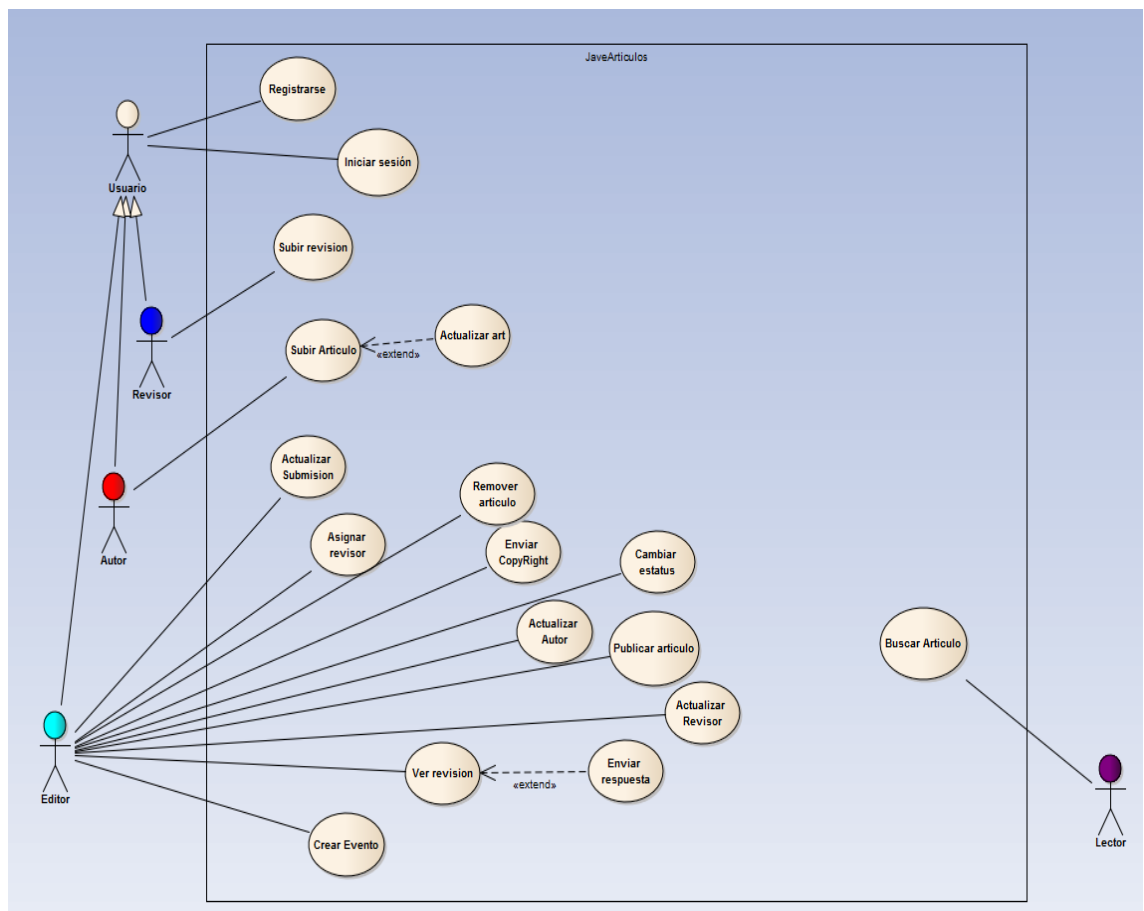 JaveArticulos
Registrarse
Iniciar sesión
Usuario
Subir revision
Revisor
Subir Articulo
Actualizar art
«extend»
Autor
Actualizar
Submision
Remover
articulo
Asignar
revisor
Enviar
CopyRight
Cambiar
estatus
Actualizar
Autor
Publicar articulo
Buscar Articulo
Actualizar
Revisor
Editor
Ver revision
Enviar
respuesta
«extend»
Crear Evento
Lector